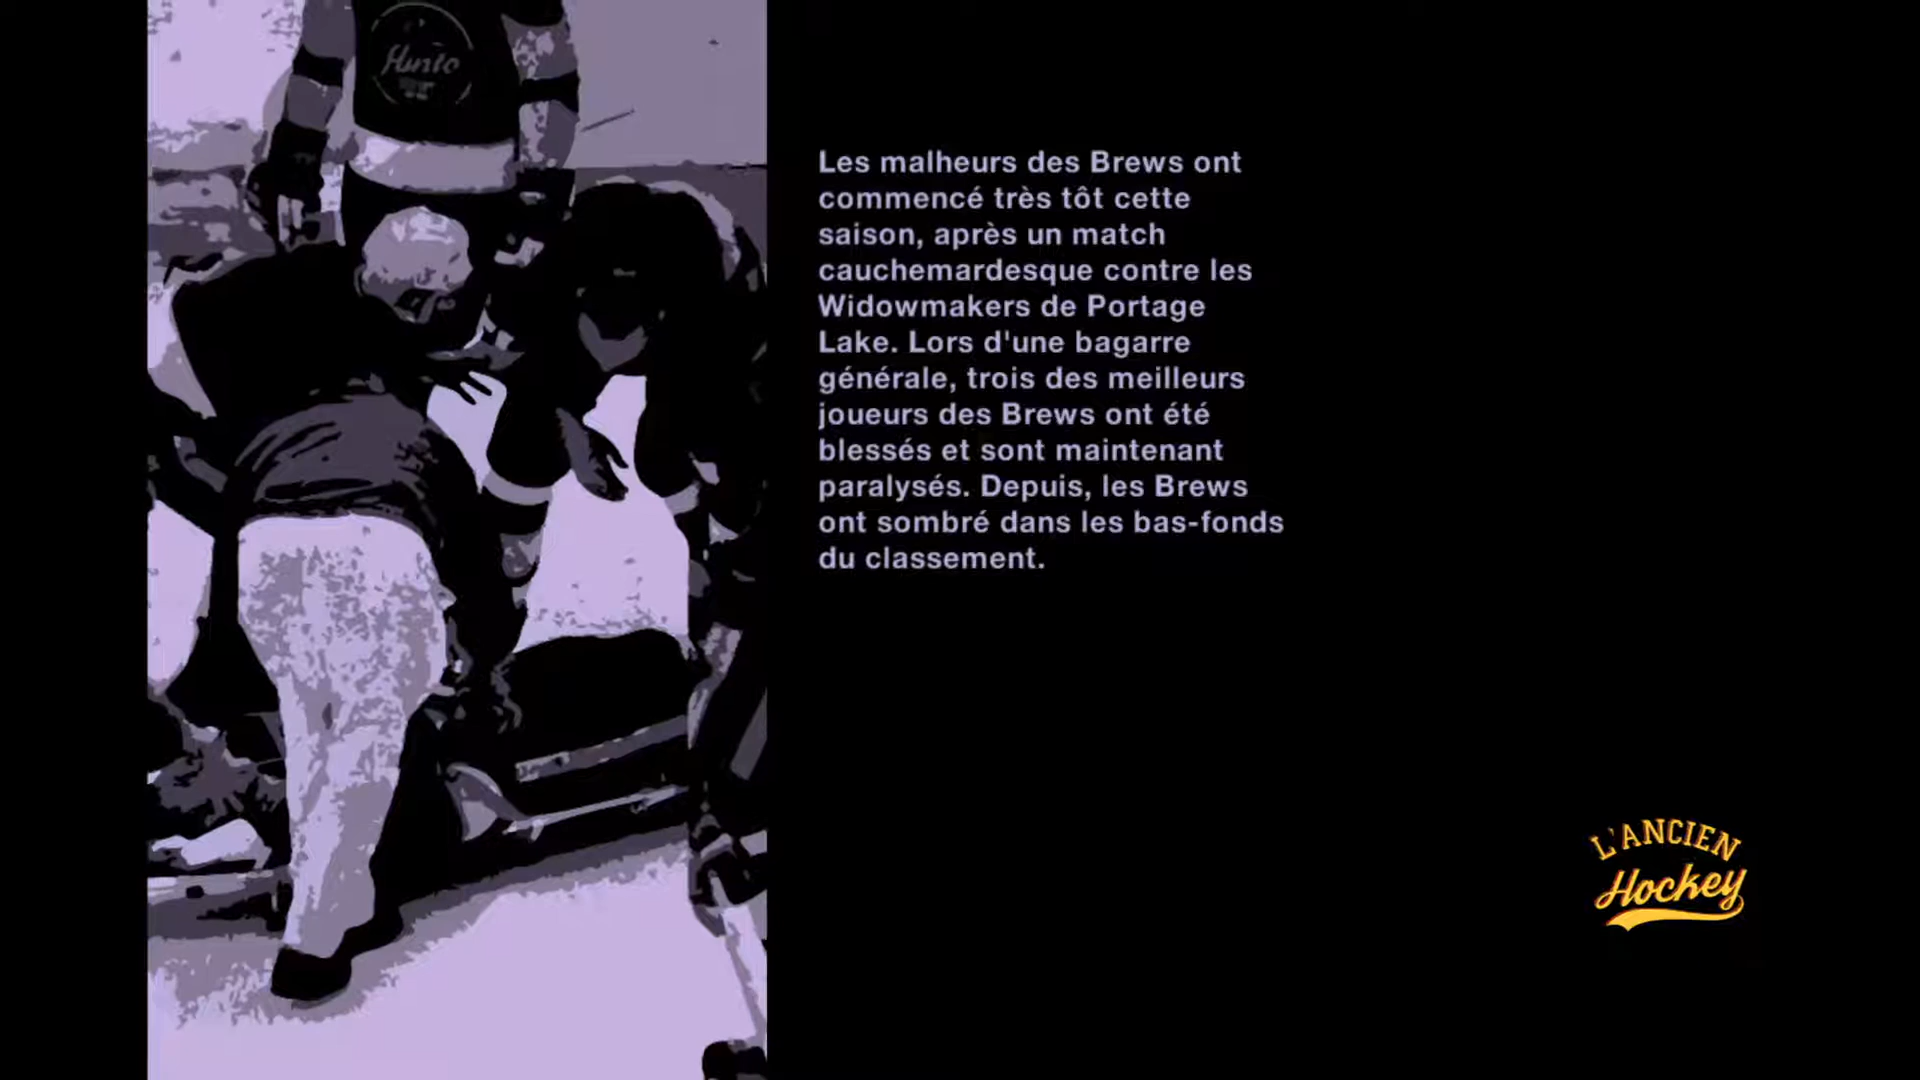 Les malheurs des Brews ont
commencé très tôt cette
saison, après un match
cauchemardesque contre les
Widowmakers de Portage
Lake. Lors d'une bagarre
générale, trois des meilleurs
joueurs des Brews ont été
blessés et sont maintenant
paralysés. Depuis, les Brews
ont sombré dans les bas-fonds
du classement.
L'ANCIEN
Hockey